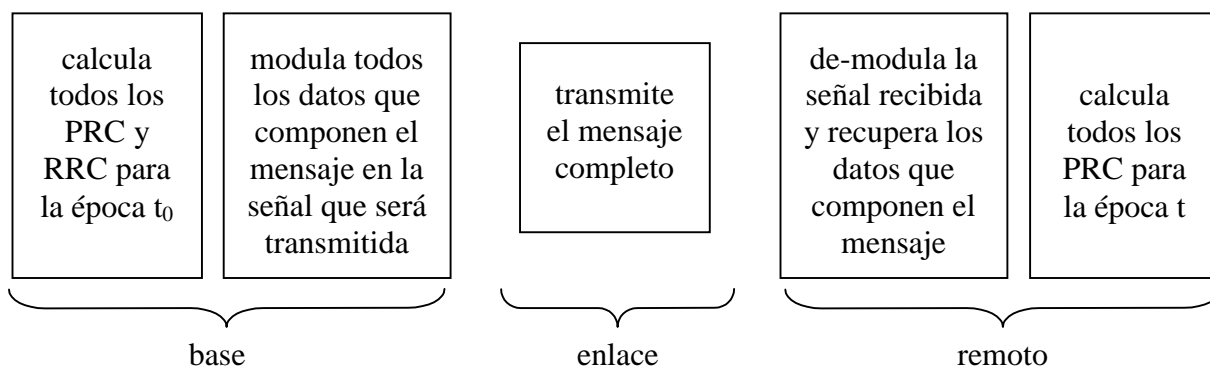 calcula
todos los
PRC y
RRC para
la época t₀
modula todos
los datos que
componen el
mensaje en la
señal que será
transmitida
transmite
el mensaje
completo
de-modula la
señal recibida
y recupera los
datos que
componen el
mensaje
calcula
todos los
PRC para
la época t
base
enlace
remoto